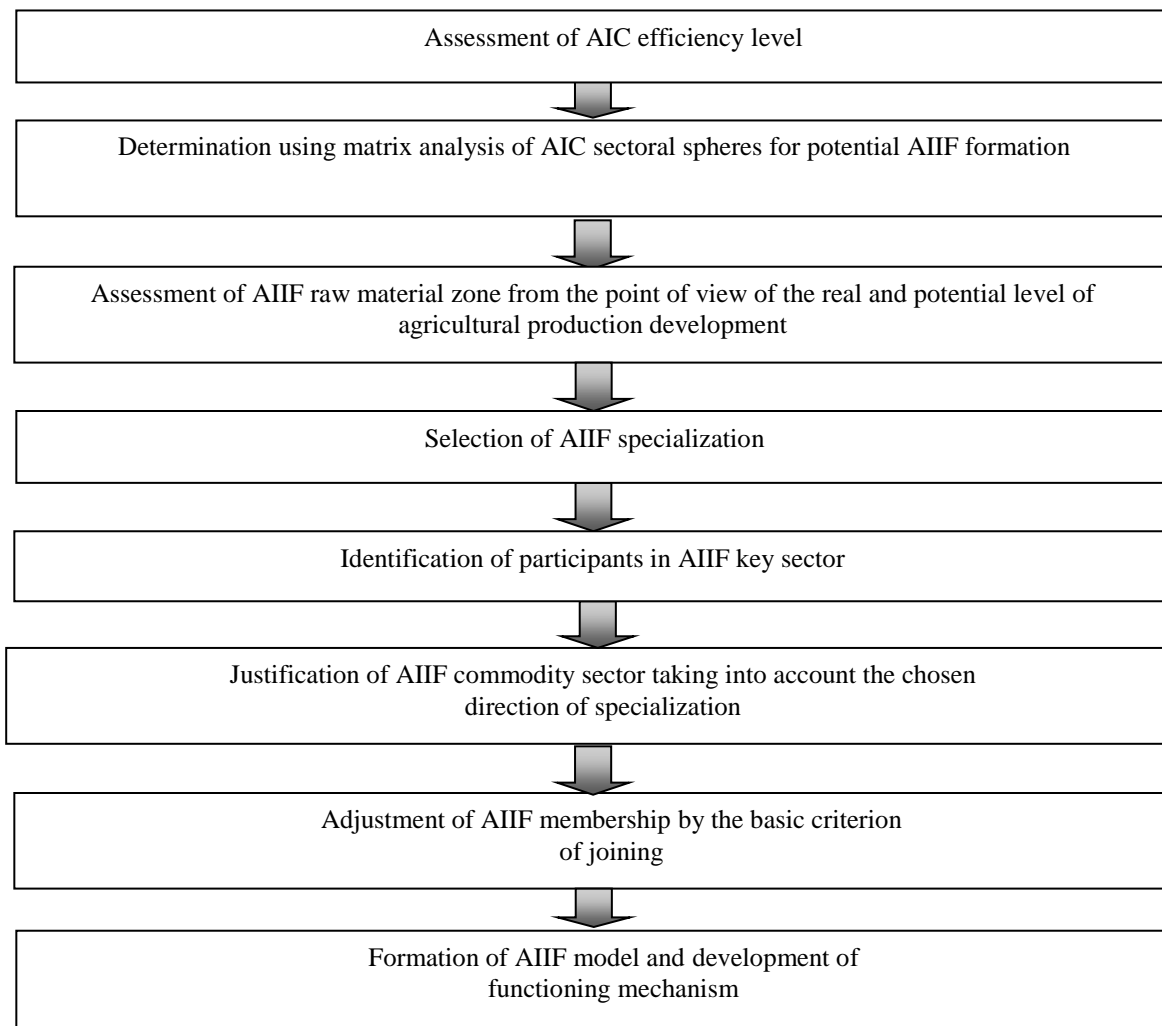 Assessment of AIC efficiency level
Determination using matrix analysis of AIC sectoral spheres for potential AIIF formation
Assessment of AIIF raw material zone from the point of view of the real and potential level of
agricultural production development
Selection of AIIF specialization
Identification of participants in AIIF key sector
Justification of AIIF commodity sector taking into account the chosen
direction of specialization
Adjustment of AIIF membership by the basic criterion
of joining
Formation of AIIF model and development of
functioning mechanism